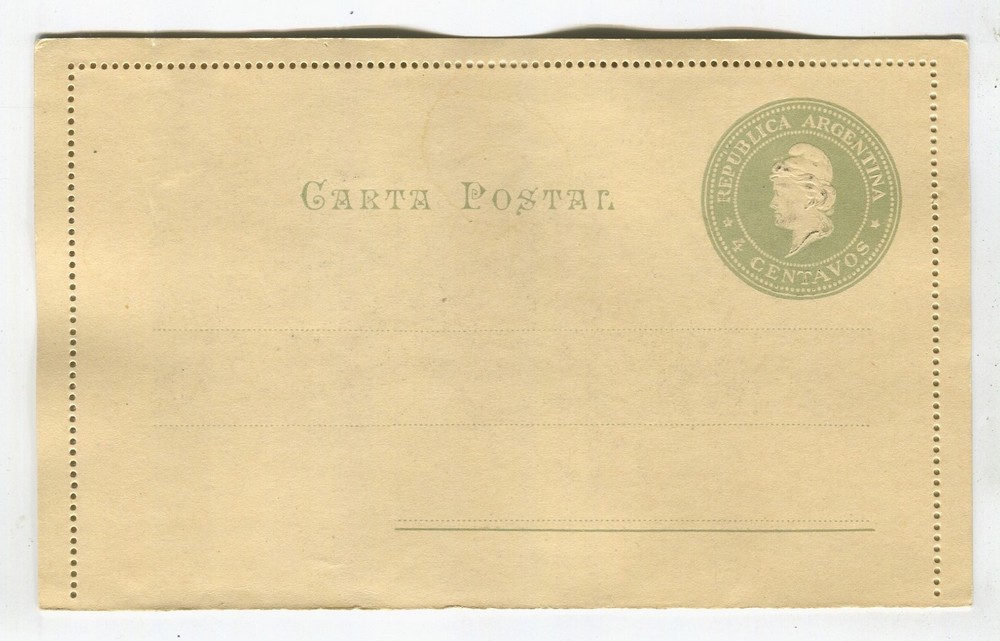 CARTA POSTAL
REPUBLICA ARGENTINA
4 CENTAVOS